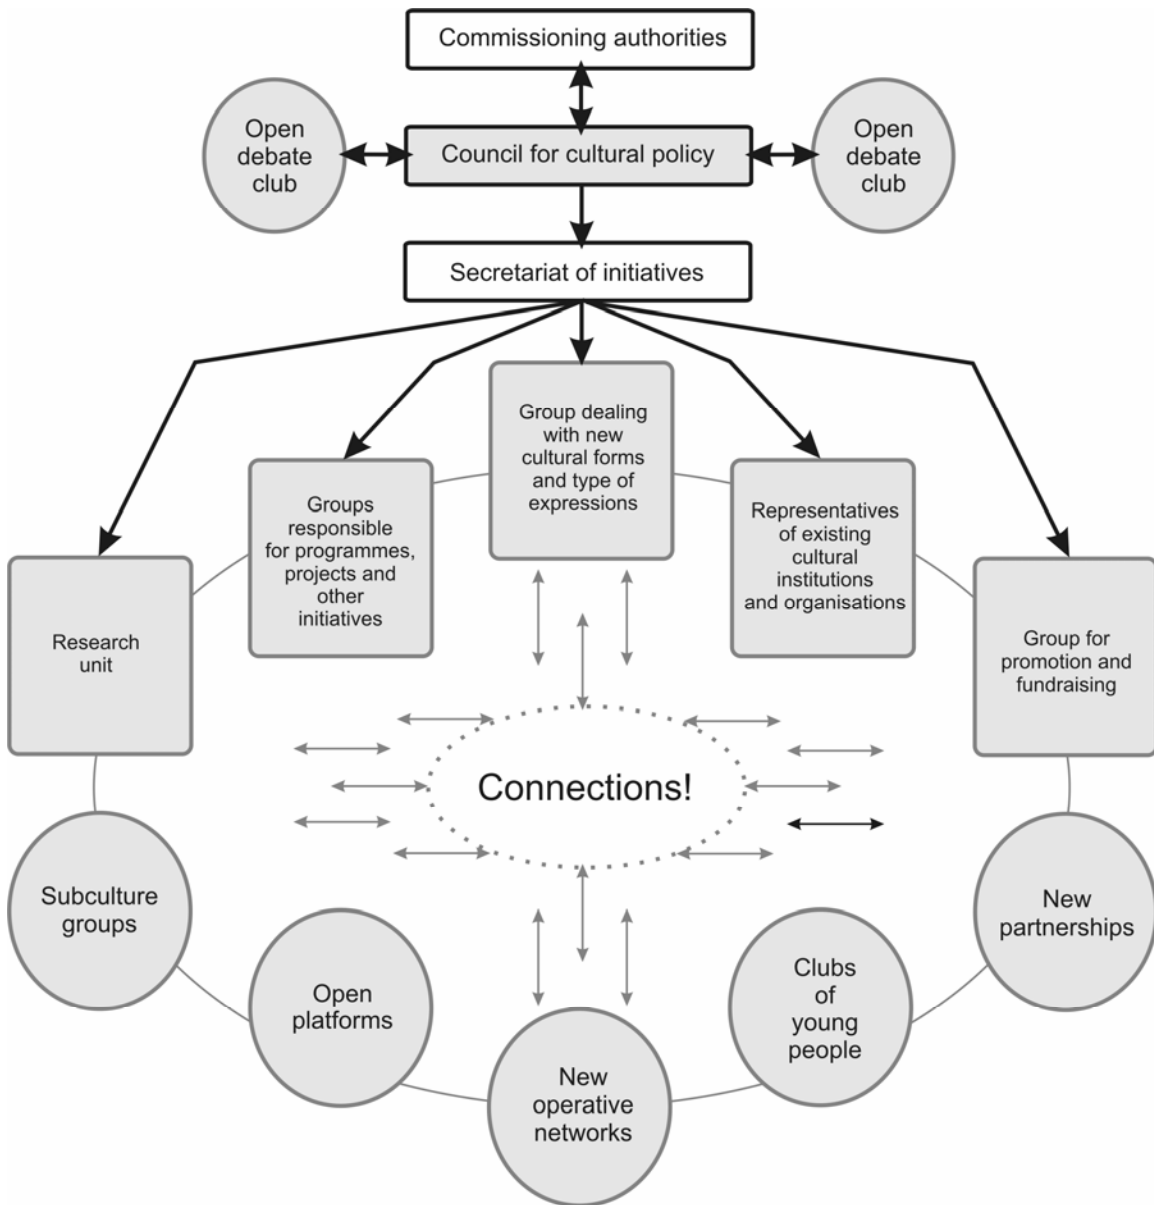 Commissioning authorities
Open
debate
club
Council for cultural policy
Open
debate
club
Secretariat of initiatives
Group dealing
with new
cultural forms
and type of
expressions
Groups
responsible
for programmes,
projects and
other
initiatives
Representatives
of existing
cultural
institutions
and organisations
Research
unit
Group for
promotion and
fundraising
Connections!
Subculture
groups
New
partnerships
Open
platforms
Clubs
of
young
people
New
operative
networks